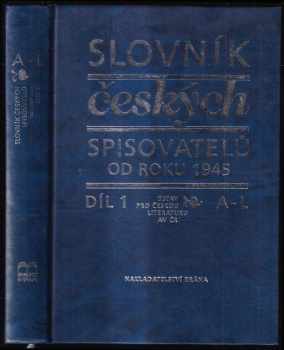 SLOVNÍK
českých
SPISOVATELŮ
OD ROKU 1945
DÍL 1
ÚSTAV
PRO ČESKOU
LITERATURU
AV ČR
A-L
NAKLADATELSTVÍ BRÁNA
A-L